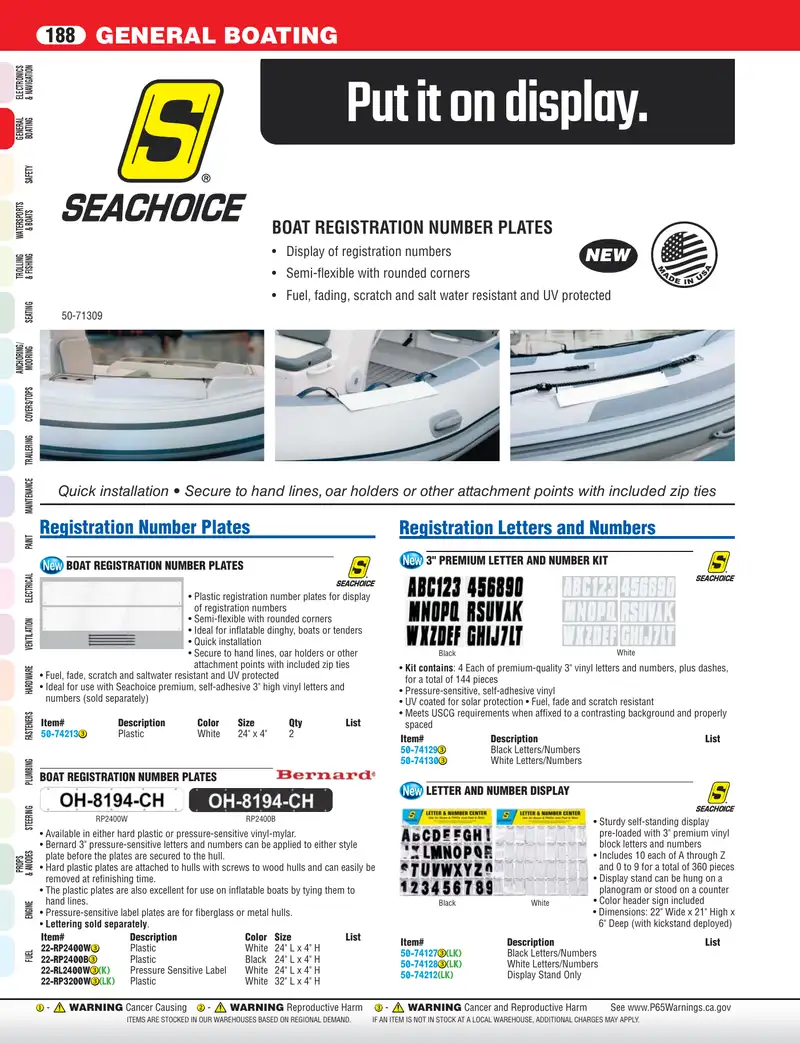 188 GENERAL BOATING
ELECTRONICS
& NAVIGATION
GENERAL
BOATING
SAFETY
WATERSPORTS
& BOATS
TROLLING
& FISHING
SEATING
ANCHORING/
MOORING
COVERS/TOPS
TRAILERING
MAINTENANCE
PAINT
ELECTRICAL
VENTILATION
HARDWARE
FASTENERS
PLUMBING
STEERING
PROPS
& ANODES
ENGINE
FUEL
Put it on display.
S®
SEACHOICE
BOAT REGISTRATION NUMBER PLATES
• Display of registration numbers
• Semi-flexible with rounded corners
• Fuel, fading, scratch and salt water resistant and UV protected
NEW
MADE IN USA
50-71309
Quick installation • Secure to hand lines, oar holders or other attachment points with included zip ties
Registration Number Plates
New BOAT REGISTRATION NUMBER PLATES
SEACHOICE
• Plastic registration number plates for display
of registration numbers
• Semi-flexible with rounded corners
• Ideal for inflatable dinghy, boats or tenders
• Quick installation
• Secure to hand lines, oar holders or other
attachment points with included zip ties
• Fuel, fade, scratch and saltwater resistant and UV protected
• Ideal for use with Seachoice premium, self-adhesive 3" high vinyl letters and
numbers (sold separately)
Item# Description Color Size Qty List
50-74213 3 Plastic White 24" x 4" 2
BOAT REGISTRATION NUMBER PLATES
Bernard®
OH-8194-CH OH-8194-CH
RP2400W RP2400B
• Available in either hard plastic or pressure-sensitive vinyl-mylar.
• Bernard 3" pressure-sensitive letters and numbers can be applied to either style
plate before the plates are secured to the hull.
• Hard plastic plates are attached to hulls with screws to wood hulls and can easily be
removed at refinishing time.
• The plastic plates are also excellent for use on inflatable boats by tying them to
hand lines.
• Pressure-sensitive label plates are for fiberglass or metal hulls.
• Lettering sold separately.
Item# Description Color Size List
22-RP2400W 3 Plastic White 24" L x 4" H
22-RP2400B 3 Plastic Black 24" L x 4" H
22-RL2400W 3 (K) Pressure Sensitive Label White 24" L x 4" H
22-RP3200W 3 (LK) Plastic White 32" L x 4" H
Registration Letters and Numbers
New 3" PREMIUM LETTER AND NUMBER KIT
SEACHOICE
ABC123 456890
MNOPQ RSUVAK
WXZDEF GHIJ7LT
ABC123 456890
MNOPQ RSUVAK
WXZDEF GHIJ7LT
Black White
• Kit contains: 4 Each of premium-quality 3" vinyl letters and numbers, plus dashes,
for a total of 144 pieces
• Pressure-sensitive, self-adhesive vinyl
• UV coated for solar protection • Fuel, fade and scratch resistant
• Meets USCG requirements when affixed to a contrasting background and properly
spaced
Item# Description List
50-74129 3 Black Letters/Numbers
50-74130 3 White Letters/Numbers
New LETTER AND NUMBER DISPLAY
SEACHOICE
LETTER & NUMBER CENTER
LETTER & NUMBER CENTER
Black White
• Sturdy self-standing display
pre-loaded with 3" premium vinyl
block letters and numbers
• Includes 10 each of A through Z
and 0 to 9 for a total of 360 pieces
• Display stand can be hung on a
planogram or stood on a counter
• Color header sign included
• Dimensions: 22" Wide x 21" High x
6" Deep (with kickstand deployed)
Item# Description List
50-74127 3 (LK) Black Letters/Numbers
50-74128 3 (LK) White Letters/Numbers
50-74212(LK) Display Stand Only
1 - WARNING Cancer Causing 2 - WARNING Reproductive Harm 3 - WARNING Cancer and Reproductive Harm See www.P65Warnings.ca.gov
ITEMS ARE STOCKED IN OUR WAREHOUSES BASED ON REGIONAL DEMAND. IF AN ITEM IS NOT IN STOCK AT A LOCAL WAREHOUSE, ADDITIONAL CHARGES MAY APPLY.